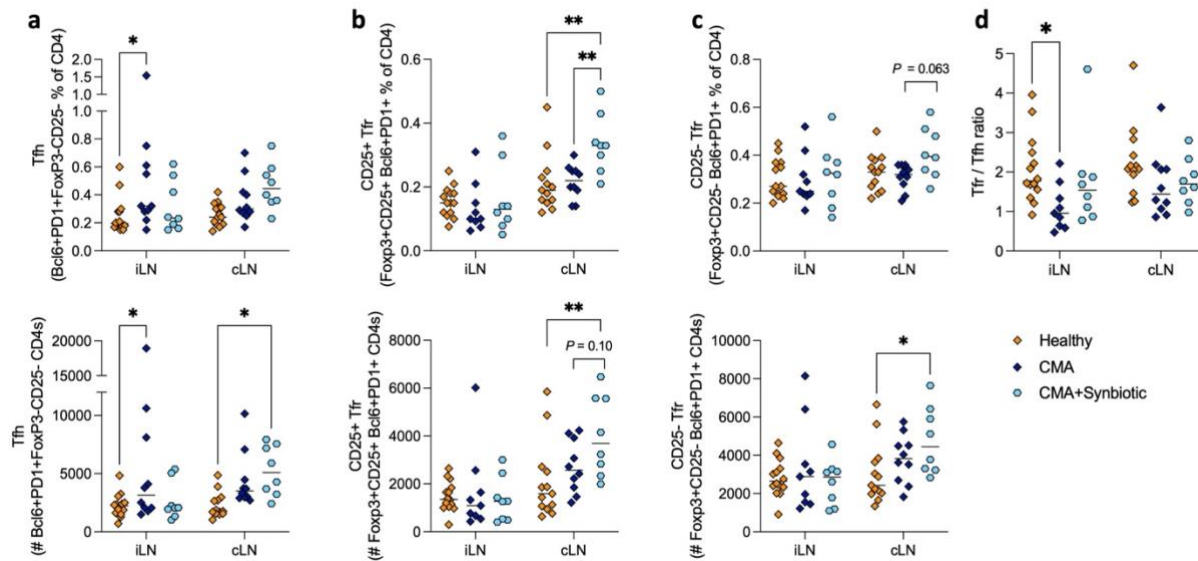 a
Tfh
(Bcl6+PD1+FoxP3-CD25- % of CD4)
2.0
1.5
1.0
0.8
0.6
0.4
0.2
0.0
*
iLN
cLN
b
CD25+ Tfr
(Foxp3+CD25+ Bcl6+PD1+ % of CD4)
0.6
0.4
0.2
0.0
**
**
iLN
cLN
c
CD25- Tfr
(Foxp3+CD25- Bcl6+PD1+ % of CD4)
0.8
0.6
0.4
0.2
0.0
P = 0.063
iLN
cLN
d
Tfr / Tfh ratio
5
4
3
2
1
0
*
iLN
cLN
Tfh
(# Bcl6+PD1+FoxP3-CD25- CD4s)
20000
15000
10000
5000
0
*
*
iLN
cLN
CD25+ Tfr
(# Foxp3+CD25+ Bcl6+PD1+ CD4s)
8000
6000
4000
2000
0
**
P = 0.10
iLN
cLN
CD25- Tfr
(# Foxp3+CD25- Bcl6+PD1+ CD4s)
10000
8000
6000
4000
2000
0
*
iLN
cLN
Healthy
CMA
CMA+Synbiotic